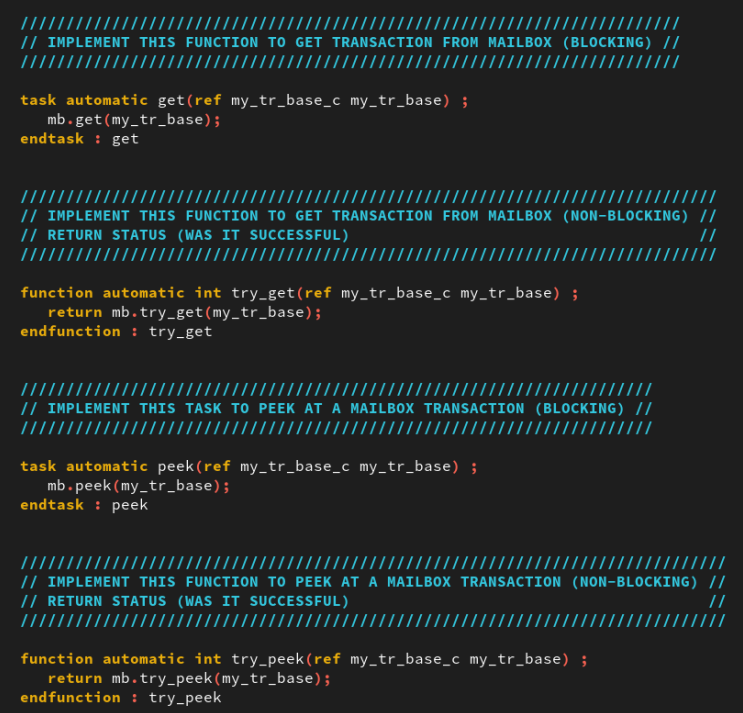 ////////////////////////////////////////////////////////////////////////
// IMPLEMENT THIS FUNCTION TO GET TRANSACTION FROM MAILBOX (BLOCKING) //
////////////////////////////////////////////////////////////////////////
task automatic get(ref my_tr_base_c my_tr_base) ;
   mb.get(my_tr_base);
endtask : get
////////////////////////////////////////////////////////////////////////////
// IMPLEMENT THIS FUNCTION TO GET TRANSACTION FROM MAILBOX (NON-BLOCKING) //
// RETURN STATUS (WAS IT SUCCESSFUL)                                      //
////////////////////////////////////////////////////////////////////////////
function automatic int try_get(ref my_tr_base_c my_tr_base) ;
   return mb.try_get(my_tr_base);
endfunction : try_get
/////////////////////////////////////////////////////////////////////
// IMPLEMENT THIS TASK TO PEEK AT A MAILBOX TRANSACTION (BLOCKING) //
/////////////////////////////////////////////////////////////////////
task automatic peek(ref my_tr_base_c my_tr_base) ;
   mb.peek(my_tr_base);
endtask : peek
/////////////////////////////////////////////////////////////////////////////
// IMPLEMENT THIS FUNCTION TO PEEK AT A MAILBOX TRANSACTION (NON-BLOCKING) //
// RETURN STATUS (WAS IT SUCCESSFUL)                                       //
/////////////////////////////////////////////////////////////////////////////
function automatic int try_peek(ref my_tr_base_c my_tr_base) ;
   return mb.try_peek(my_tr_base);
endfunction : try_peek